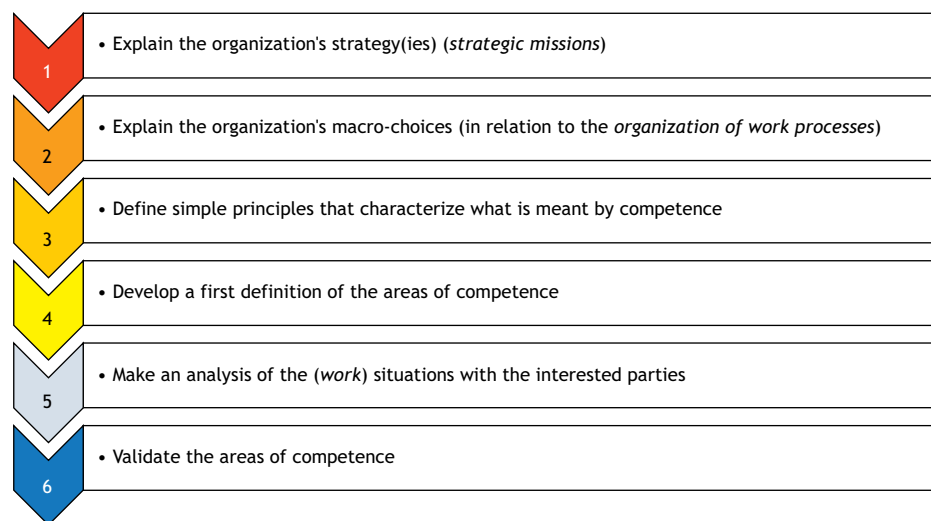 • Explain the organization's strategy(ies) (strategic missions)
1
• Explain the organization's macro-choices (in relation to the organization of work processes)
2
• Define simple principles that characterize what is meant by competence
3
• Develop a first definition of the areas of competence
4
• Make an analysis of the (work) situations with the interested parties
5
• Validate the areas of competence
6